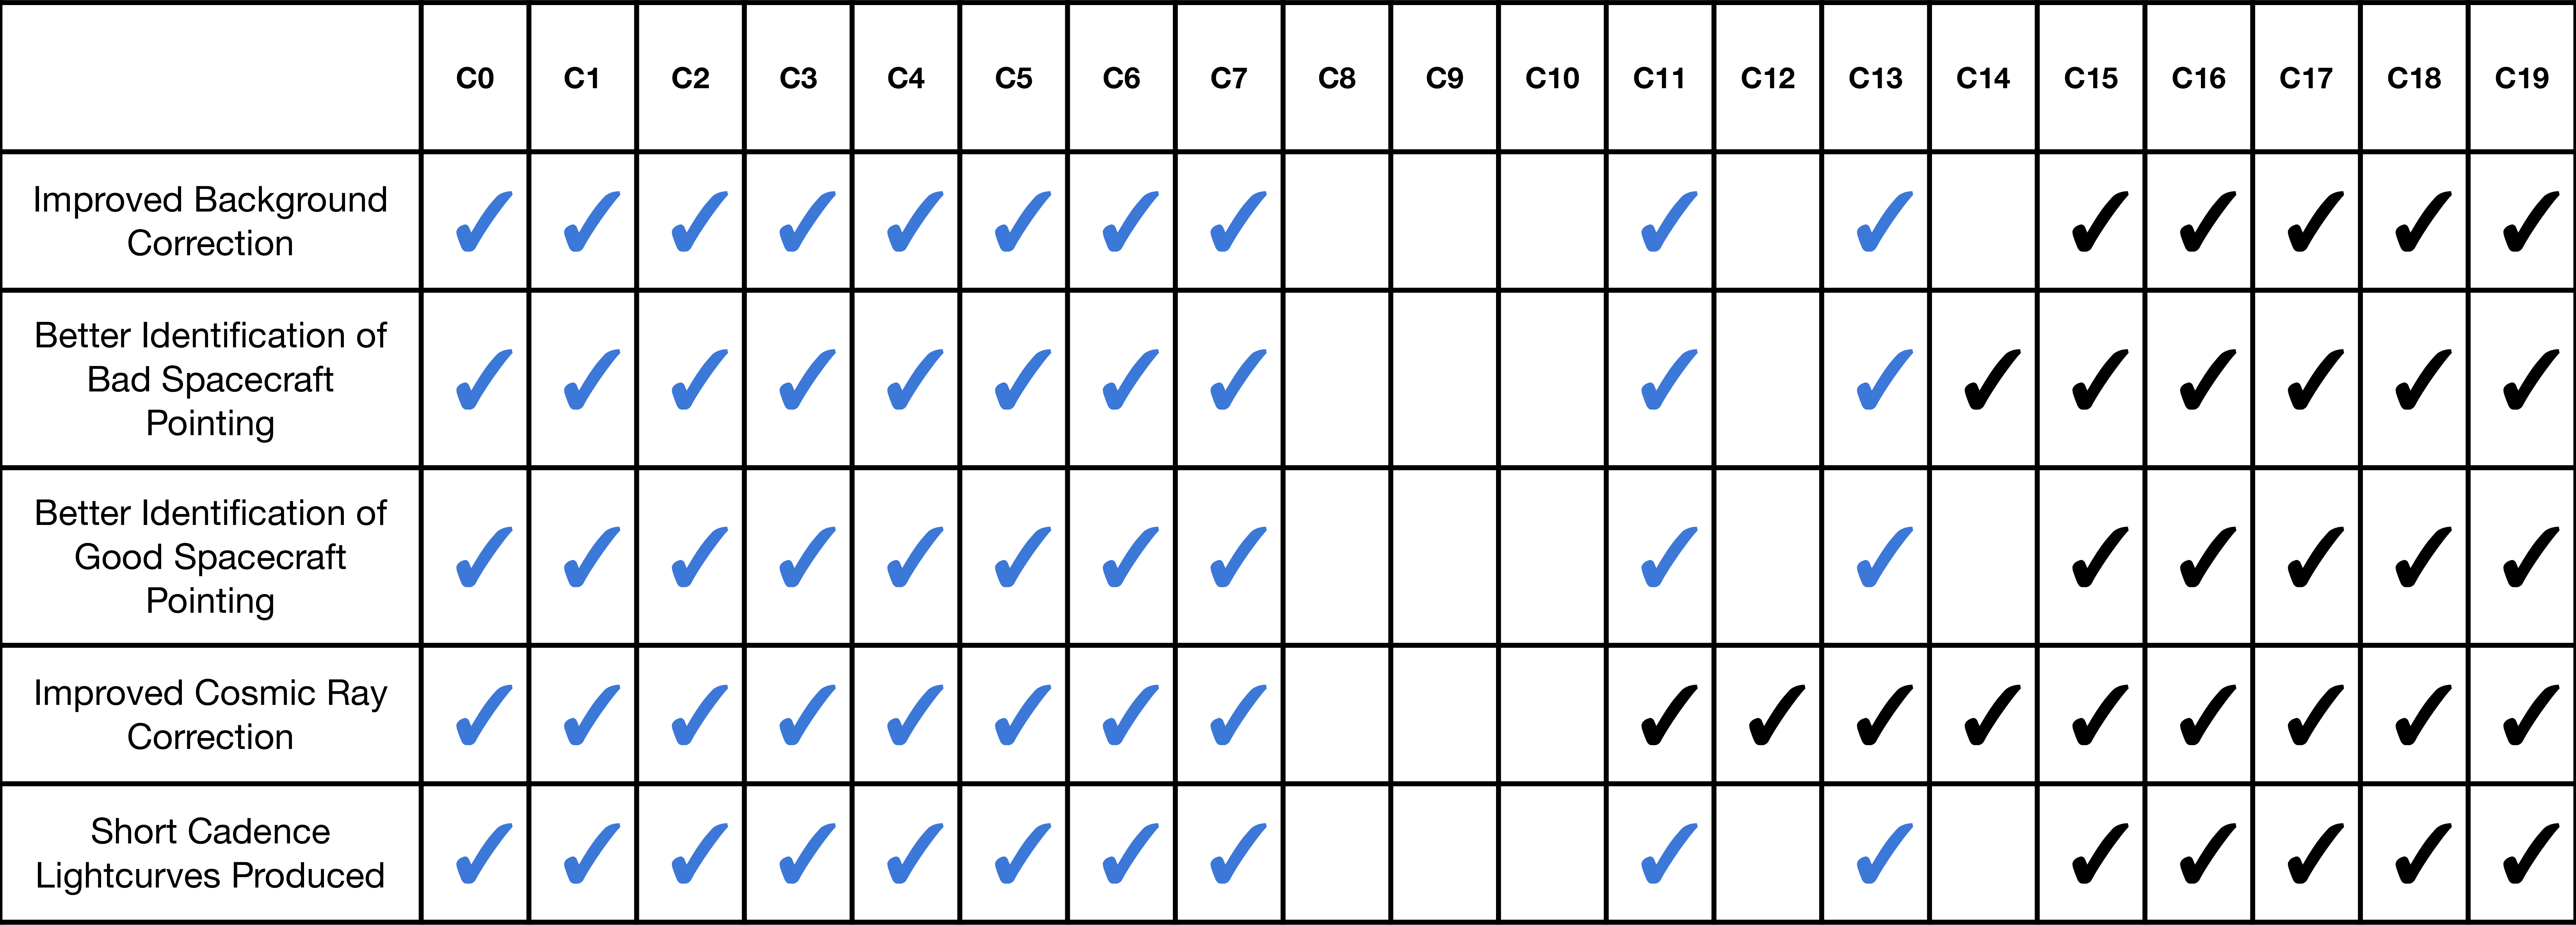 C0 C1 C2 C3 C4 C5 C6 C7 C8 C9 C10 C11 C12 C13 C14 C15 C16 C17 C18 C19
Improved Background
Correction
Better Identification of
Bad Spacecraft
Pointing
Better Identification of
Good Spacecraft
Pointing
Improved Cosmic Ray
Correction
Short Cadence
Lightcurves Produced